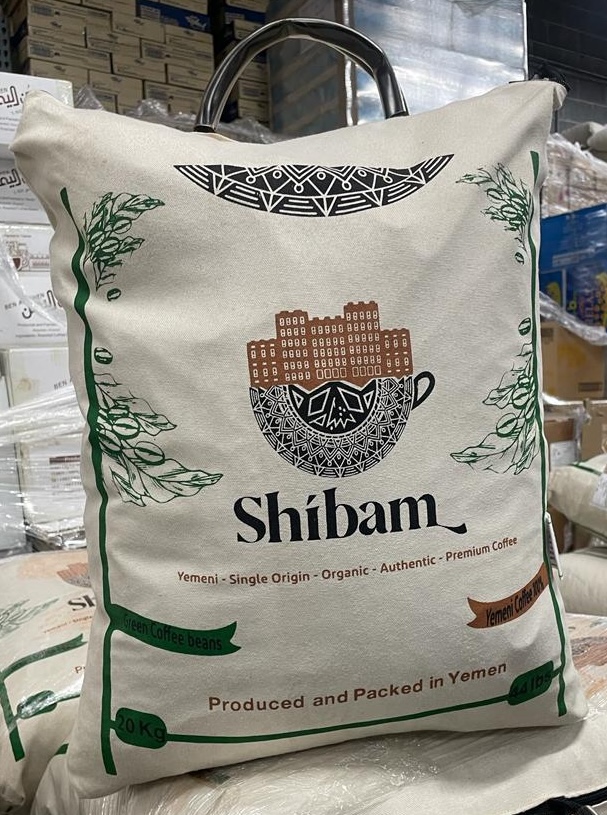 Shíbam
Yemeni - Single Origin - Organic - Authentic - Premium Coffee
Green Coffee beans
Yemeni Coffee 100%
Produced and Packed in Yemen
20 Kg
44 lbs